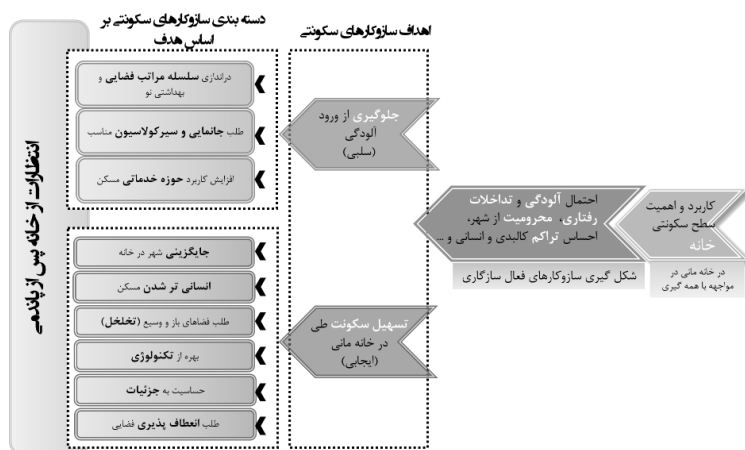 اهداف سازوکارهای سکونتی
دسته بندی سازوکارهای سکونتی بر
اساس هدف
کاربرد و اهمیت
سطح سکونتی
خانه
در خانه مانی در
مواجهه با همه گیری
احتمال آلودگی و تداخلات
رفتاری، محرومیت از شهر،
احساس تراکم کالبدی و انسانی و ...
شکل گیری سازوکارهای فعال سازگاری
جلوگیری از ورود
آلودگی
(سلبی)
تسهیل سکونت طی
در خانه مانی
(ایجابی)
دراندازی سلسله مراتب فضایی و
بهداشتی نو
طلب جانمایی و سیرکولاسیون مناسب
افزایش کاربرد حوزه خدماتی مسکن
جایگزینی شهر در خانه
انسانی تر شدن مسکن
طلب فضاهای باز و وسیع (تخلخل)
بهره از تکنولوژی
حساسیت به جزئیات
طلب انعطاف پذیری فضایی
انتظارات از خانه پس از پاندمی